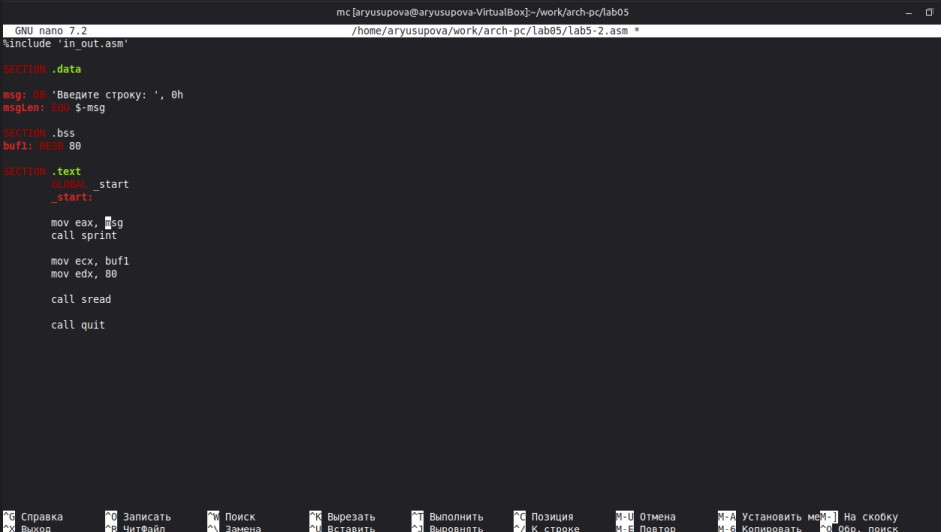 mc [aryusupova@aryusupova-VirtualBox]:~/work/arch-pc/lab05
GNU nano 7.2 /home/aryusupova/work/arch-pc/lab05/lab5-2.asm *
%include 'in_out.asm'
SECTION .data
msg: DB 'Введите строку: ', 0h
msgLen: EQU $-msg
SECTION .bss
buf1: RESB 80
SECTION .text
GLOBAL _start
_start:
mov eax, msg
call sprint
mov ecx, buf1
mov edx, 80
call sread
call quit
^G Справка ^O Записать ^W Поиск ^K Вырезать ^T Выполнить ^C Позиция M-U Отмена M-A Установить ме M-] На скобку
^X Выход ^R ЧитФайл ^\ Замена ^U Вставить ^J Выровнять ^/ К строке M-E Повтор M-6 Копировать ^Q Обр. поиск